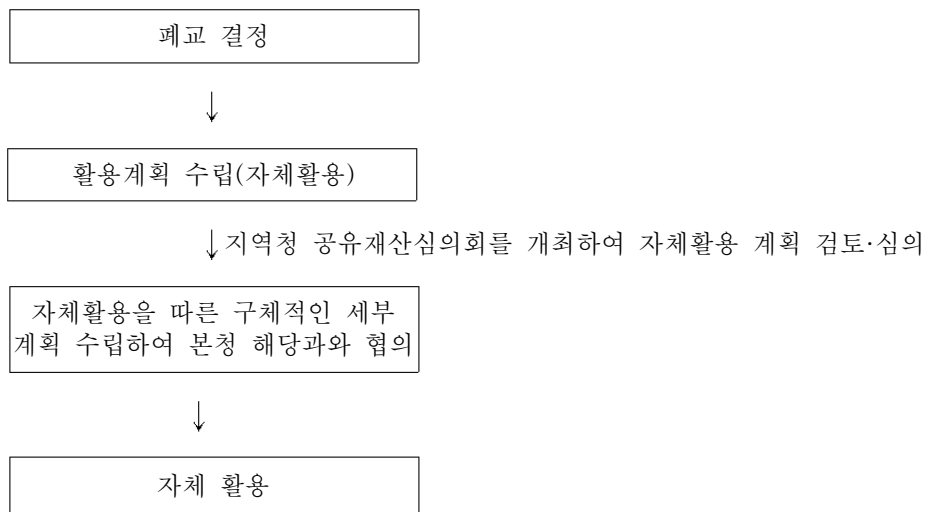 폐교 결정
↓
활용계획 수립(자체활용)
↓지역청 공유재산심의회를 개최하여 자체활용 계획 검토·심의
자체활용을 따른 구체적인 세부
계획 수립하여 본청 해당과와 협의
↓
자체 활용